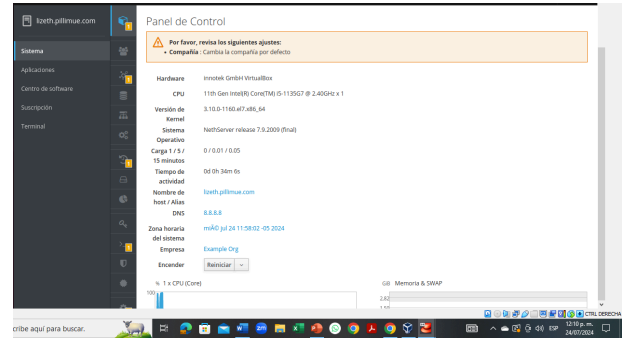 lizeth.pillimue.com
Panel de Control
Por favor, revisa los siguientes ajustes:
• Compañía : Cambia la compañía por defecto
Sistema
Aplicaciones
Centro de software
Suscripción
Terminal
Hardware innotek GmbH VirtualBox
CPU 11th Gen Intel(R) Core(TM) i5-1135G7 @ 2.40GHz x 1
Versión de Kernel 3.10.0-1160.el7.x86_64
Sistema Operativo NethServer release 7.9.2009 (final)
Carga 1 / 5 / 15 minutos 0 / 0.01 / 0.05
Tiempo de actividad 0d 0h 34m 6s
Nombre de host / Alias lizeth.pillimue.com
DNS 8.8.8.8
Zona horaria del sistema miÃ© jul 24 11:58:02 -05 2024
Empresa Example Org
Encender Reiniciar
% 1 x CPU (Core) GB Memoria & SWAP
100
2.82
CTRL DERECHA
cribe aquí para buscar.
ESP
12:10 p. m.
24/07/2024